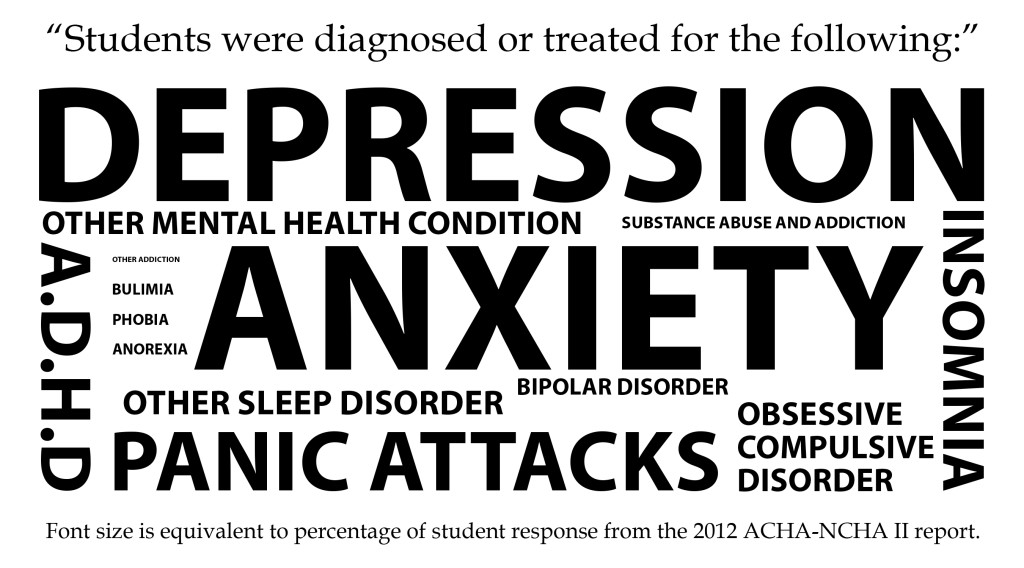 “Students were diagnosed or treated for the following:”
DEPRESSION
OTHER MENTAL HEALTH CONDITION
SUBSTANCE ABUSE AND ADDICTION
INSOMNIA
A.D.H.D
OTHER ADDICTION
BULIMIA
PHOBIA
ANOREXIA
ANXIETY
OTHER SLEEP DISORDER
BIPOLAR DISORDER
PANIC ATTACKS
OBSESSIVE
COMPULSIVE
DISORDER
Font size is equivalent to percentage of student response from the 2012 ACHA-NCHA II report.